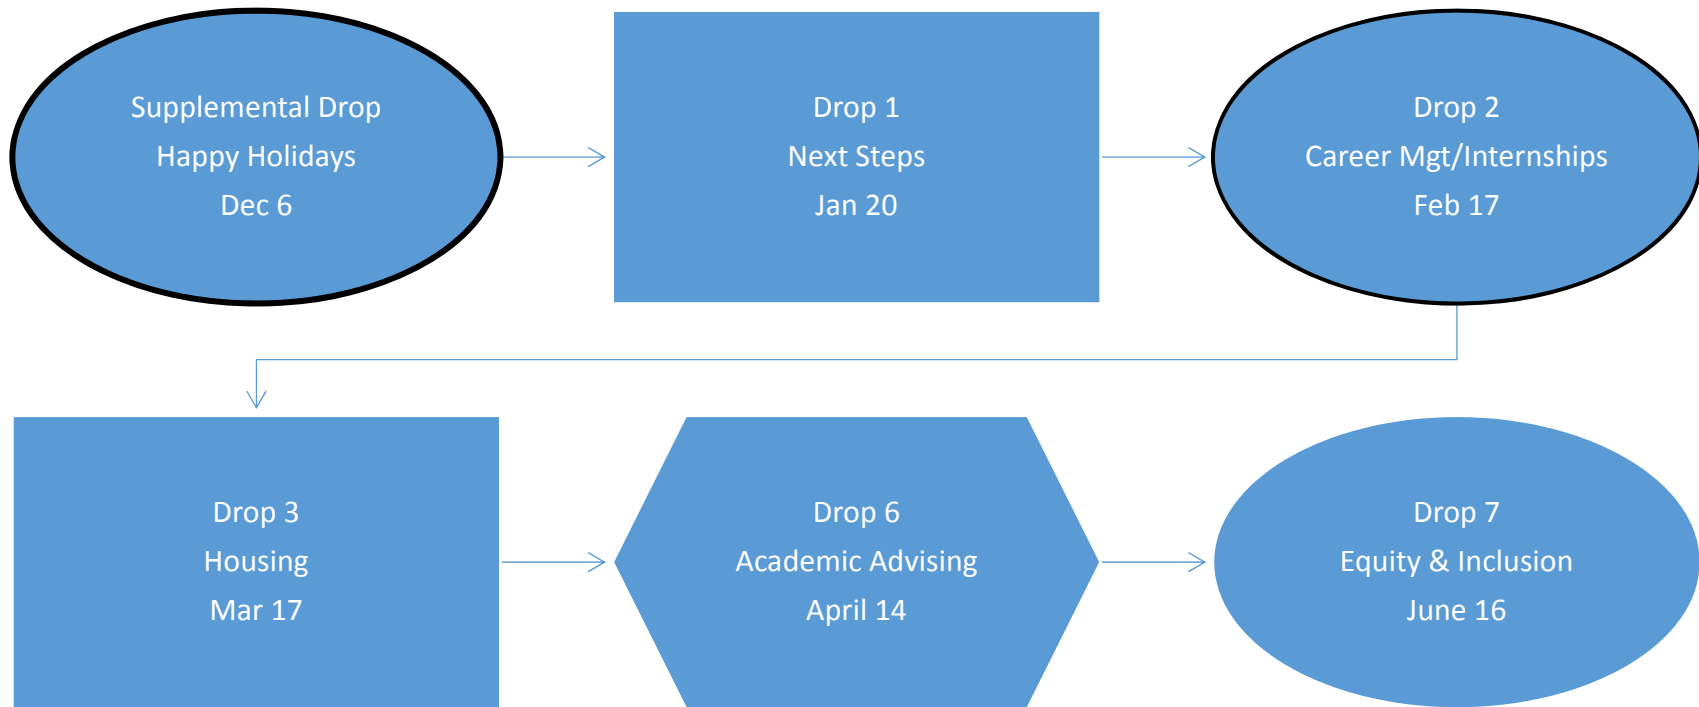 Supplemental Drop
Happy Holidays
Dec 6
Drop 1
Next Steps
Jan 20
Drop 2
Career Mgt/Internships
Feb 17
Drop 3
Housing
Mar 17
Drop 6
Academic Advising
April 14
Drop 7
Equity & Inclusion
June 16